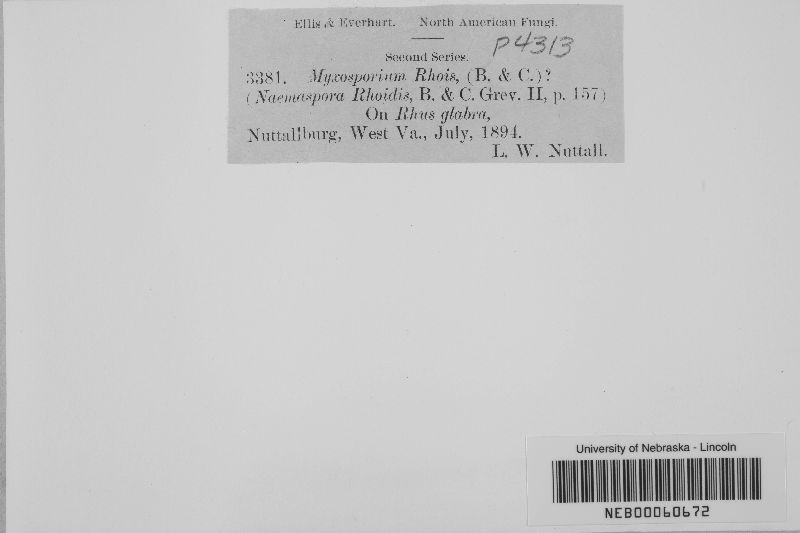 Ellis & Everhart. North American Fungi.
Second Series. P4313
3381. Myxosporium Rhois, (B. & C.)?
(Naemaspora Rhoidis, B. & C. Grev. II, p. 157)
On Rhus glabra,
Nuttallburg, West Va., July, 1894.
L. W. Nuttall.
University of Nebraska - Lincoln
NEB00060672